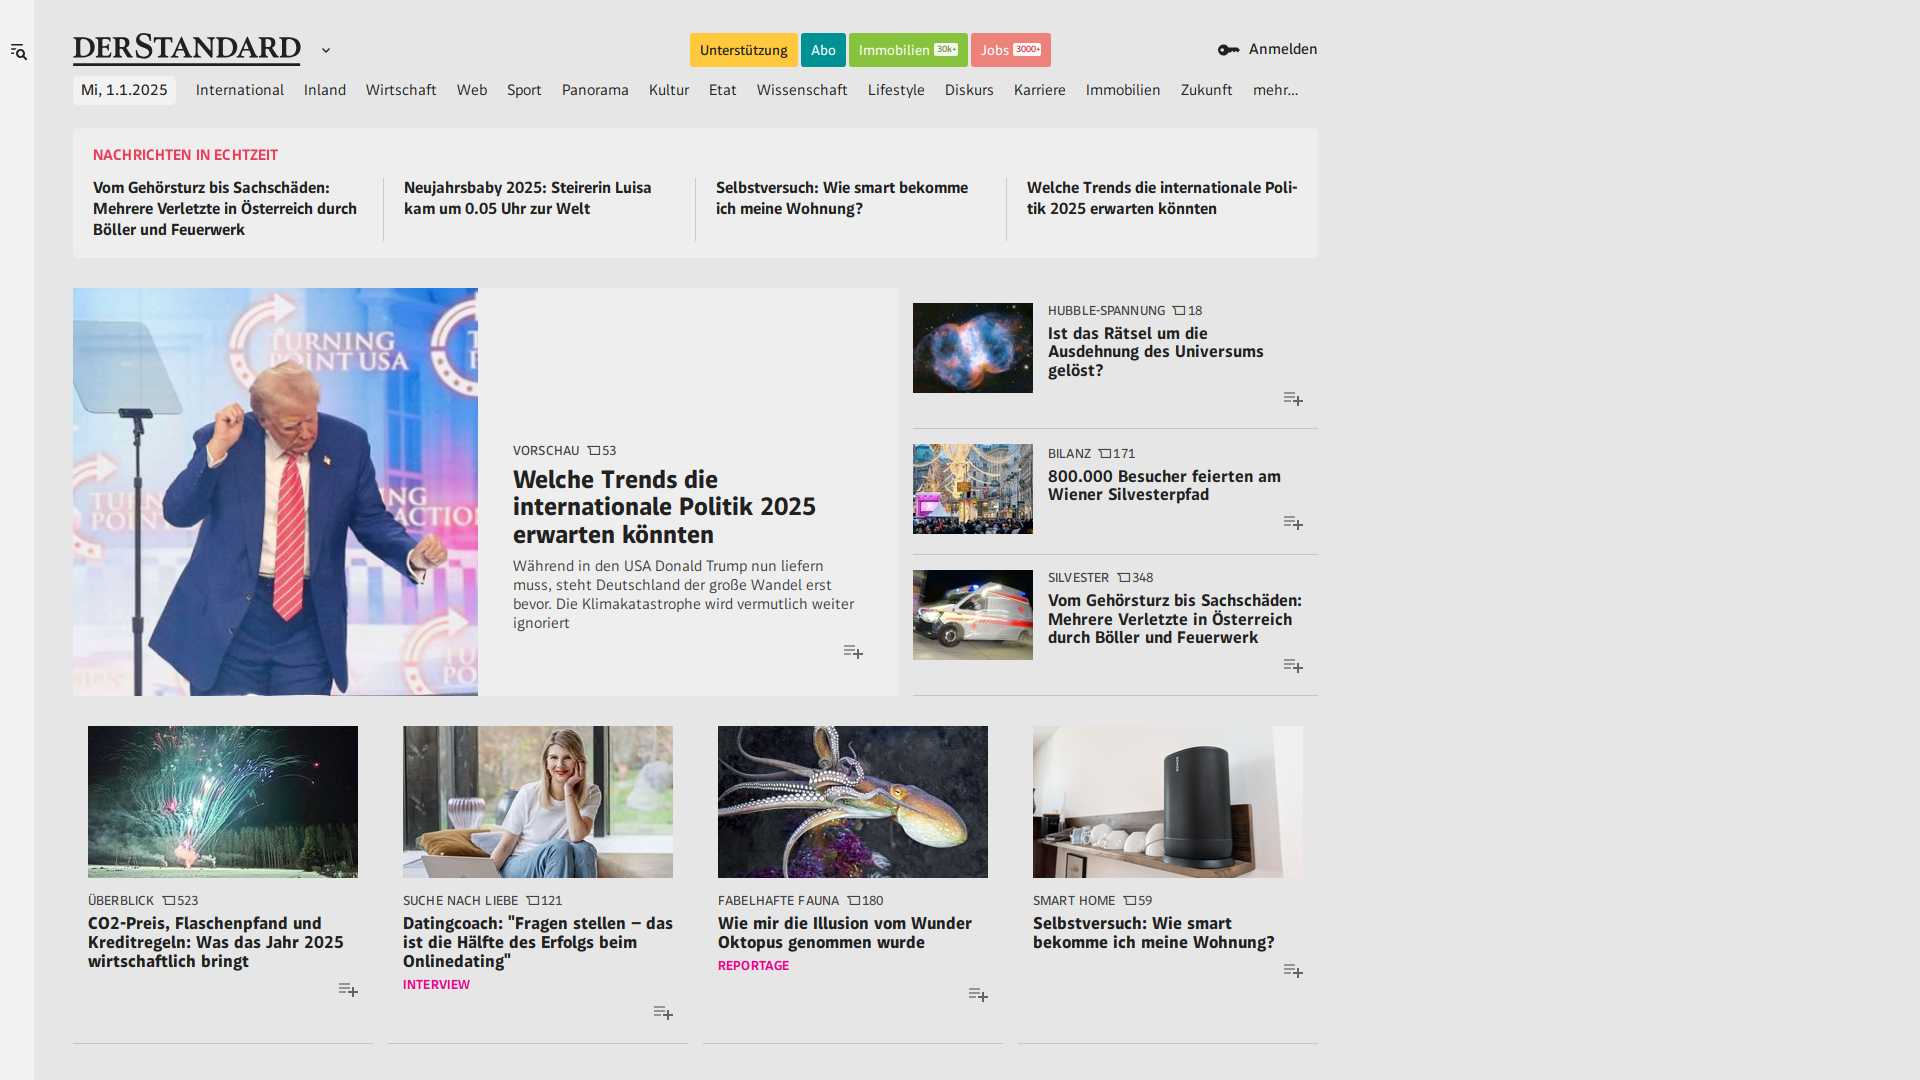 DERSTANDARD
Unterstützung
Abo
Immobilien 30k+
Jobs 3000+
Anmelden
Mi, 1.1.2025
International
Inland
Wirtschaft
Web
Sport
Panorama
Kultur
Etat
Wissenschaft
Lifestyle
Diskurs
Karriere
Immobilien
Zukunft
mehr...
NACHRICHTEN IN ECHTZEIT
Vom Gehörsturz bis Sachschäden:
Mehrere Verletzte in Österreich durch
Böller und Feuerwerk
Neujahrsbaby 2025: Steirerin Luisa
kam um 0.05 Uhr zur Welt
Selbstversuch: Wie smart bekomme
ich meine Wohnung?
Welche Trends die internationale Poli-
tik 2025 erwarten könnten
TURNING
POINT USA
VORSCHAU 53
Welche Trends die
internationale Politik 2025
erwarten könnten
Während in den USA Donald Trump nun liefern
muss, steht Deutschland der große Wandel erst
bevor. Die Klimakatastrophe wird vermutlich weiter
ignoriert
HUBBLE-SPANNUNG 18
Ist das Rätsel um die
Ausdehnung des Universums
gelöst?
BILANZ 171
800.000 Besucher feierten am
Wiener Silvesterpfad
SILVESTER 348
Vom Gehörsturz bis Sachschäden:
Mehrere Verletzte in Österreich
durch Böller und Feuerwerk
ÜBERBLICK 523
CO2-Preis, Flaschenpfand und
Kreditregeln: Was das Jahr 2025
wirtschaftlich bringt
SUCHE NACH LIEBE 121
Datingcoach: "Fragen stellen – das
ist die Hälfte des Erfolgs beim
Onlinedating"
INTERVIEW
FABELHAFTE FAUNA 180
Wie mir die Illusion vom Wunder
Oktopus genommen wurde
REPORTAGE
SMART HOME 59
Selbstversuch: Wie smart
bekomme ich meine Wohnung?